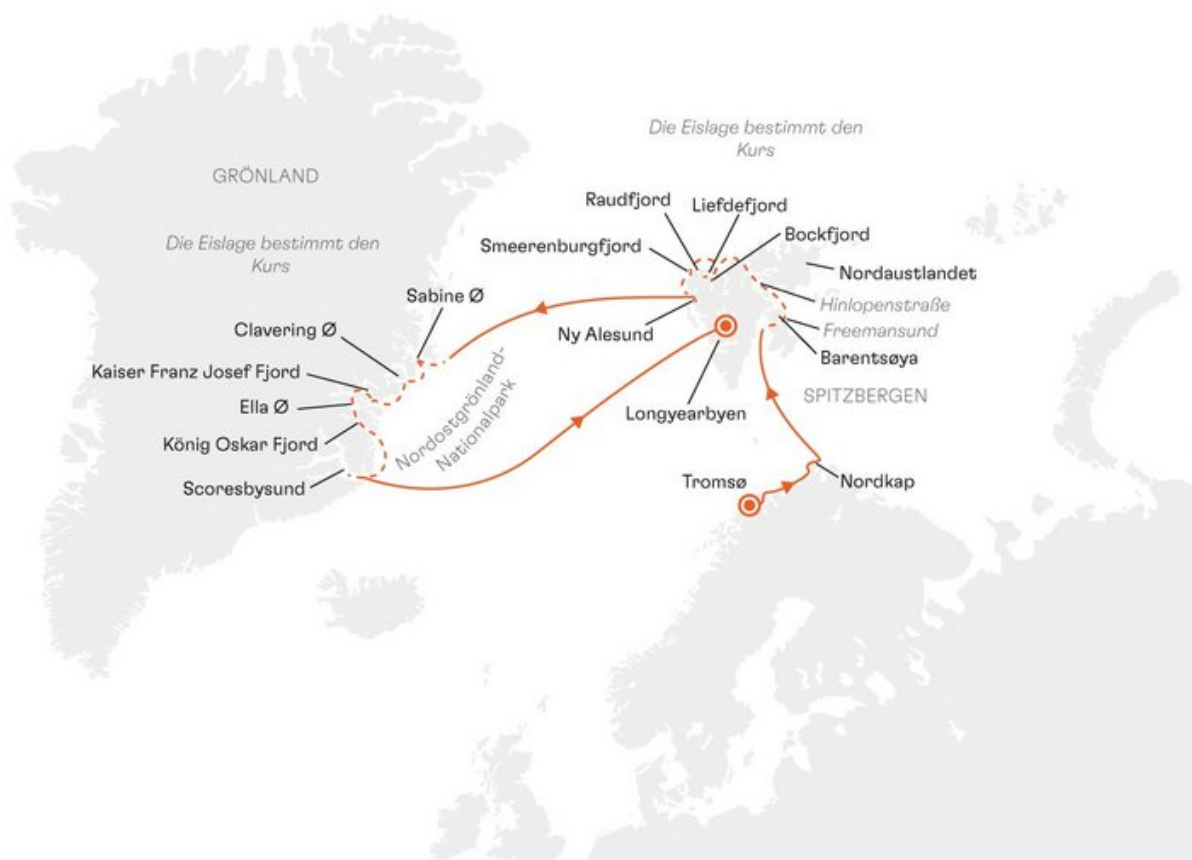 Die Eislage bestimmt den
Kurs
GRÖNLAND
Raudfjord
Liefdefjord
Bockfjord
Die Eislage bestimmt den
Kurs
Smeerenburgfjord
Nordaustlandet
Sabine Ø
Hinlopenstraße
Clavering Ø
Ny Alesund
Freemansund
Barentsøya
Kaiser Franz Josef Fjord
SPITZBERGEN
Ella Ø
Longyearbyen
Nordostgrönland-
Nationalpark
König Oskar Fjord
Scoresbysund
Tromsø
Nordkap